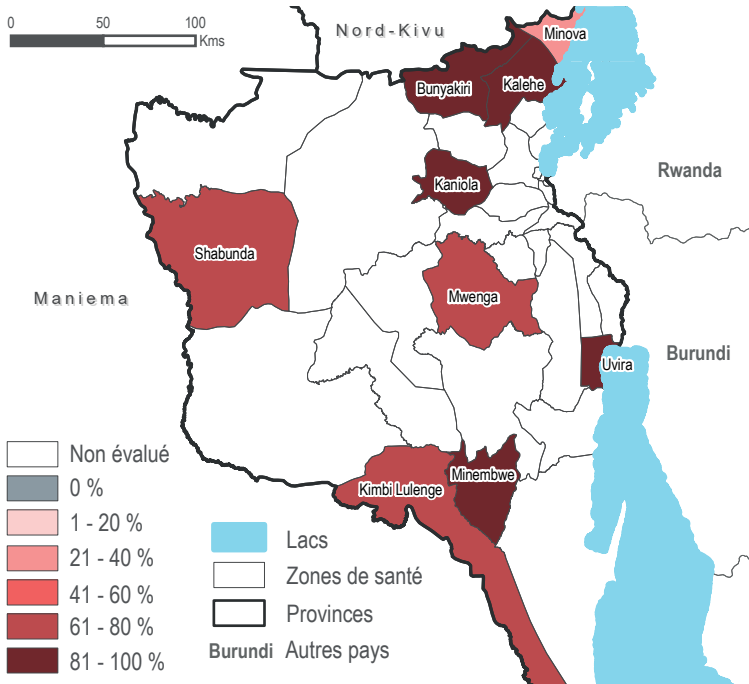 0 50 100
Kms
Nord-Kivu
Minova
Bunyakiri
Kalehe
Rwanda
Kaniola
Shabunda
Maniema
Mwenga
Burundi
Uvira
Minembwe
Kimbi Lulenge
Non évalué
0 %
1 - 20 %
21 - 40 %
41 - 60 %
61 - 80 %
81 - 100 %
Lacs
Zones de santé
Provinces
Burundi Autres pays